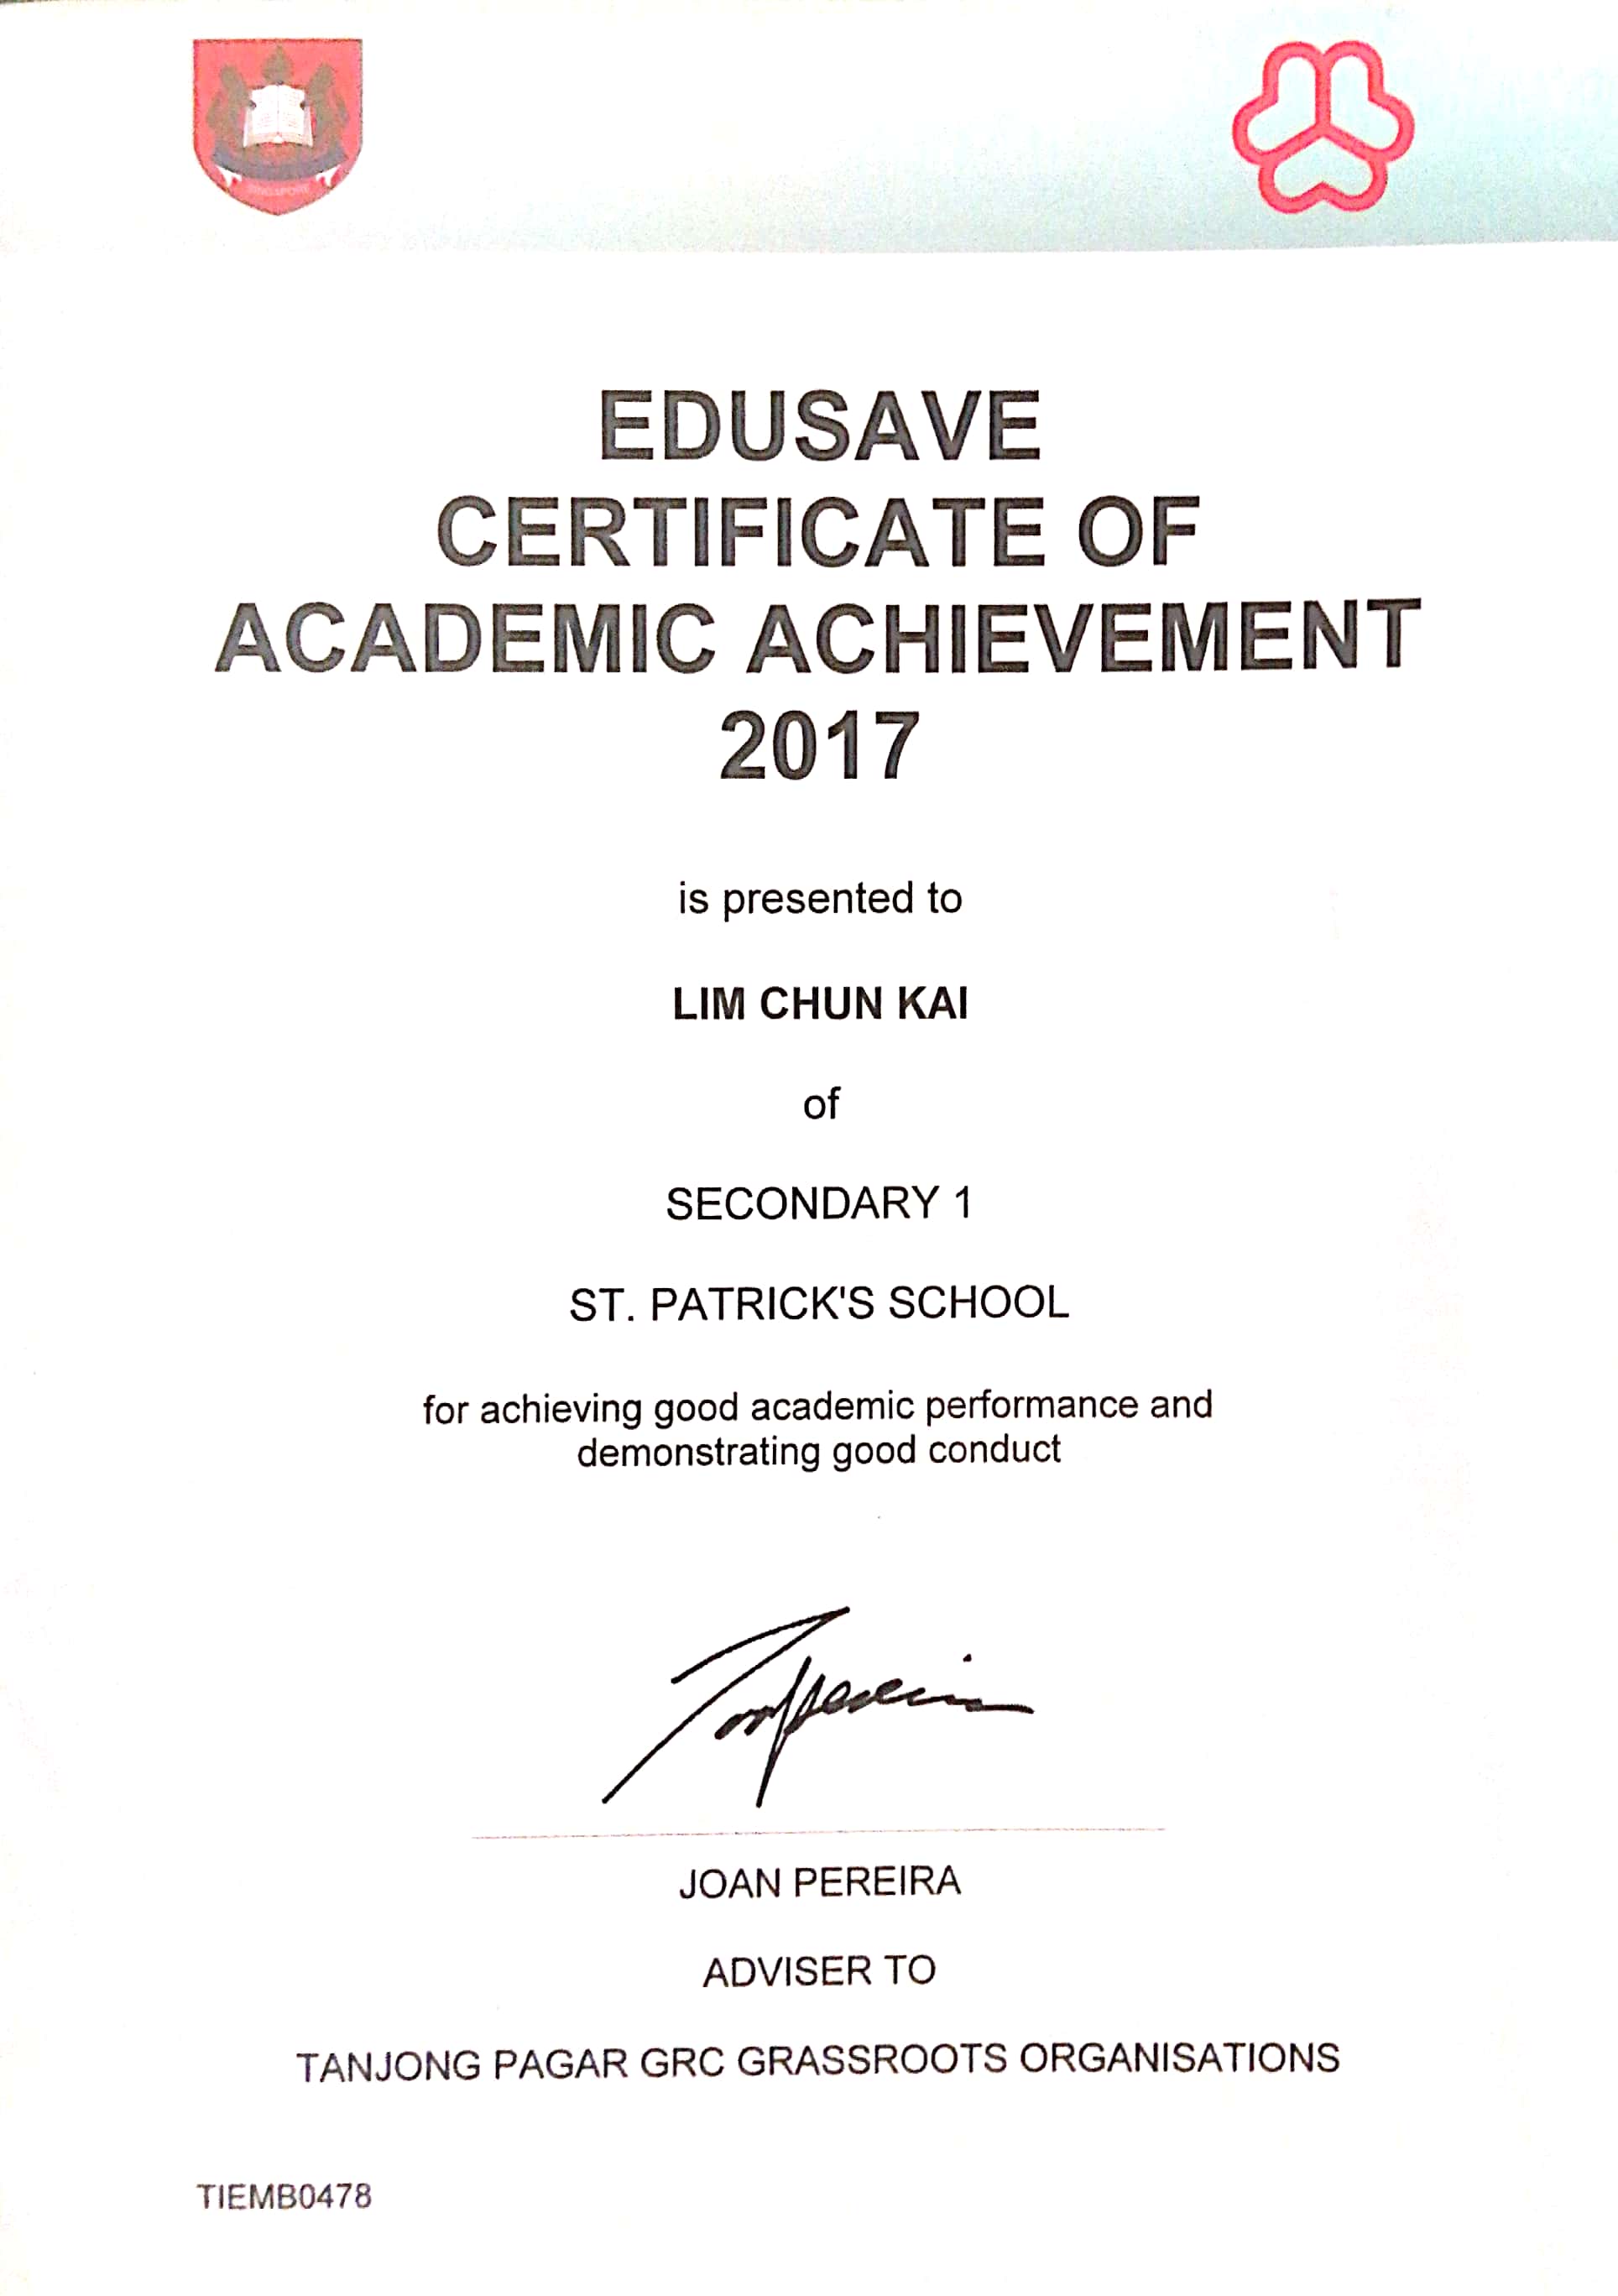 SINGAPORE
EDUSAVE
CERTIFICATE OF
ACADEMIC ACHIEVEMENT
2017
is presented to
LIM CHUN KAI
of
SECONDARY 1
ST. PATRICK'S SCHOOL
for achieving good academic performance and
demonstrating good conduct
JOAN PEREIRA
ADVISER TO
TANJONG PAGAR GRC GRASSROOTS ORGANISATIONS
TIEMB0478